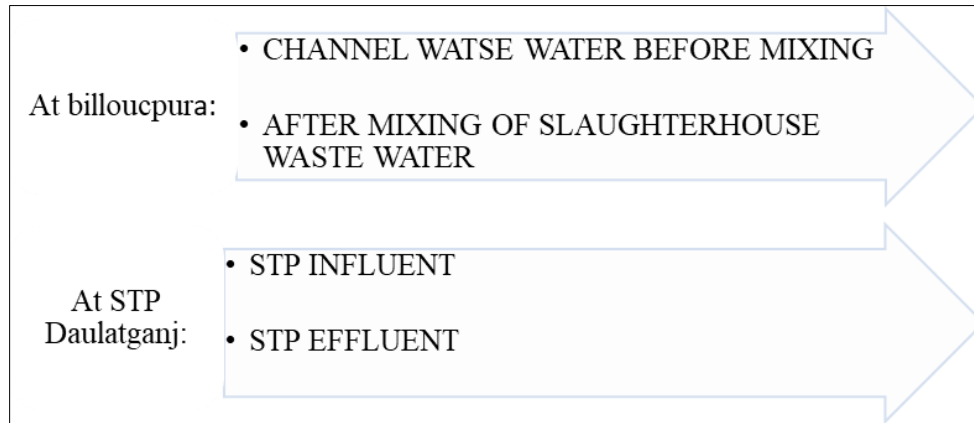 At billoucpura:
• CHANNEL WATSE WATER BEFORE MIXING
• AFTER MIXING OF SLAUGHTERHOUSE
WASTE WATER
At STP
Daulatganj:
• STP INFLUENT
• STP EFFLUENT